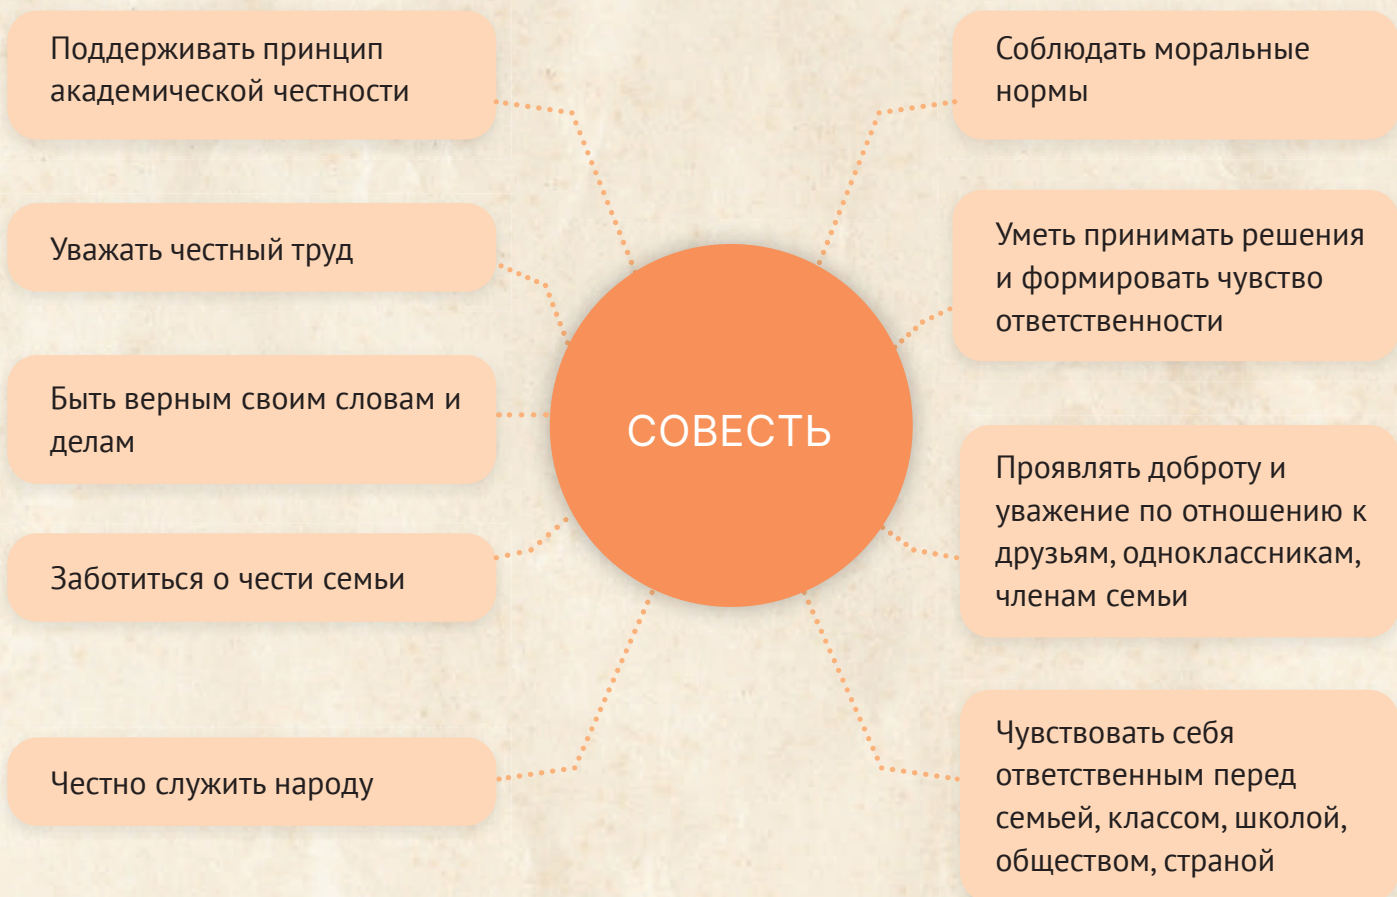 Поддерживать принцип
академической честности
Уважать честный труд
Быть верным своим словам и
делам
Заботиться о чести семьи
Честно служить народу
СОВЕСТЬ
Соблюдать моральные
нормы
Уметь принимать решения
и формировать чувство
ответственности
Проявлять доброту и
уважение по отношению к
друзьям, одноклассникам,
членам семьи
Чувствовать себя
ответственным перед
семьей, классом, школой,
обществом, страной